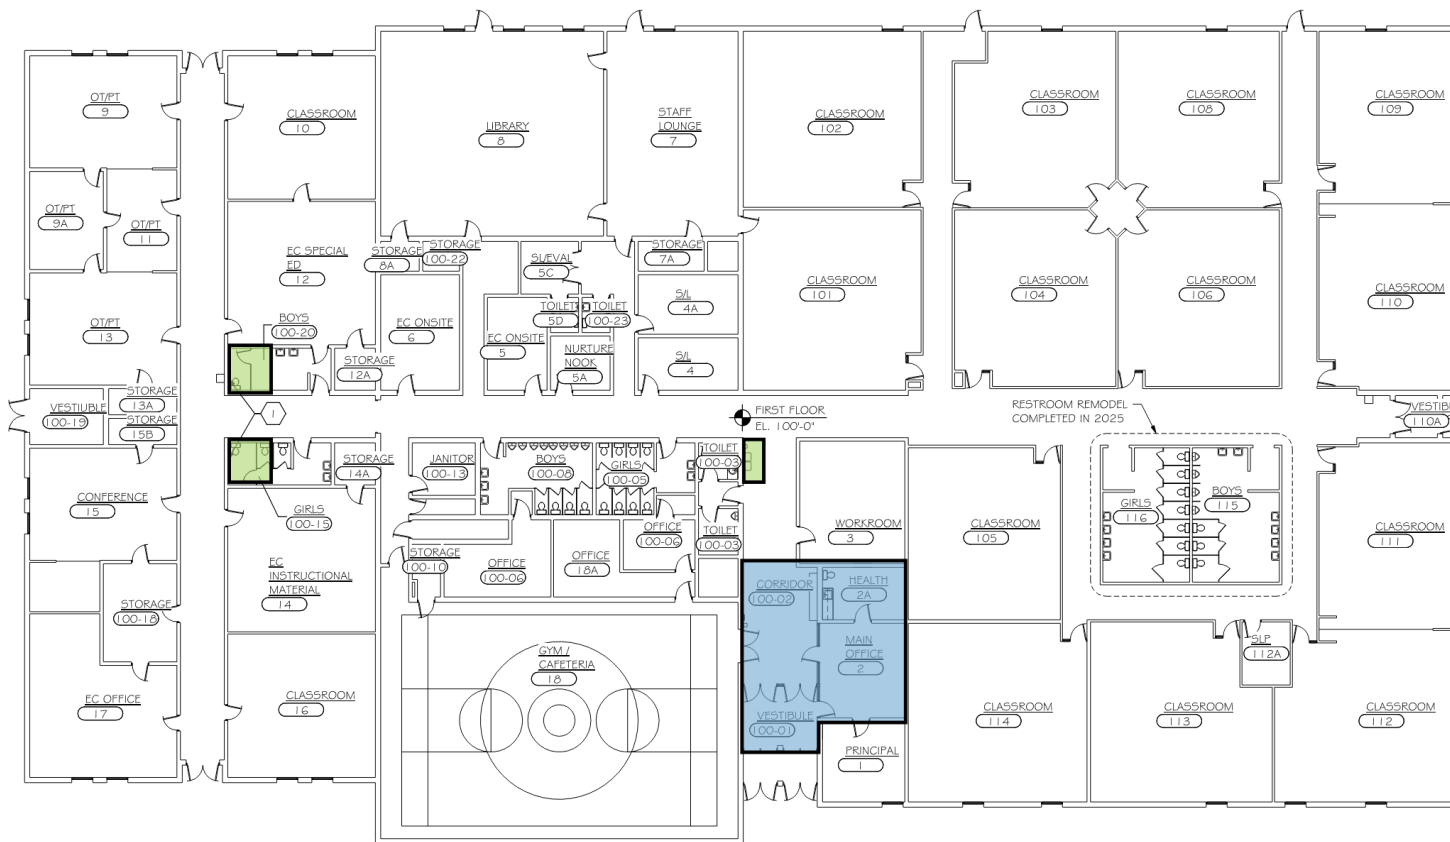 OT/PT
9
CLASSROOM
10
LIBRARY
8
STAFF
LOUNGE
7
CLASSROOM
102
CLASSROOM
103
CLASSROOM
108
CLASSROOM
109
OT/PT
9A
OT/PT
11
EC SPECIAL
ED
12
STORAGE
8A
STORAGE
100-22
SL/EVAL
5C
STORAGE
7A
S/L
4A
CLASSROOM
101
CLASSROOM
104
CLASSROOM
106
CLASSROOM
110
OT/PT
13
BOYS
100-20
EC ONSITE
6
TOILET
5D
TOILET
100-23
EC ONSITE
5
NURTURE
NOOK
5A
S/L
4
STORAGE
12A
STORAGE
13A
STORAGE
15B
VESTIUBLE
100-19
1
FIRST FLOOR
EL. 100'-0"
RESTROOM REMODEL
COMPLETED IN 2025
VESTIB
110A
CONFERENCE
15
STORAGE
14A
JANITOR
100-13
BOYS
100-08
GIRLS
100-05
TOILET
100-03
GIRLS
100-15
TOILET
100-03
OFFICE
100-06
WORKROOM
3
CLASSROOM
105
GIRLS
116
BOYS
115
CLASSROOM
111
EC
INSTRUCTIONAL
MATERIAL
14
STORAGE
100-10
OFFICE
100-06
OFFICE
18A
CORRIDOR
100-02
HEALTH
2A
STORAGE
100-18
GYM /
CAFETERIA
18
MAIN
OFFICE
2
SLP
112A
EC OFFICE
17
CLASSROOM
16
VESTIBULE
100-01
PRINCIPAL
1
CLASSROOM
114
CLASSROOM
113
CLASSROOM
112